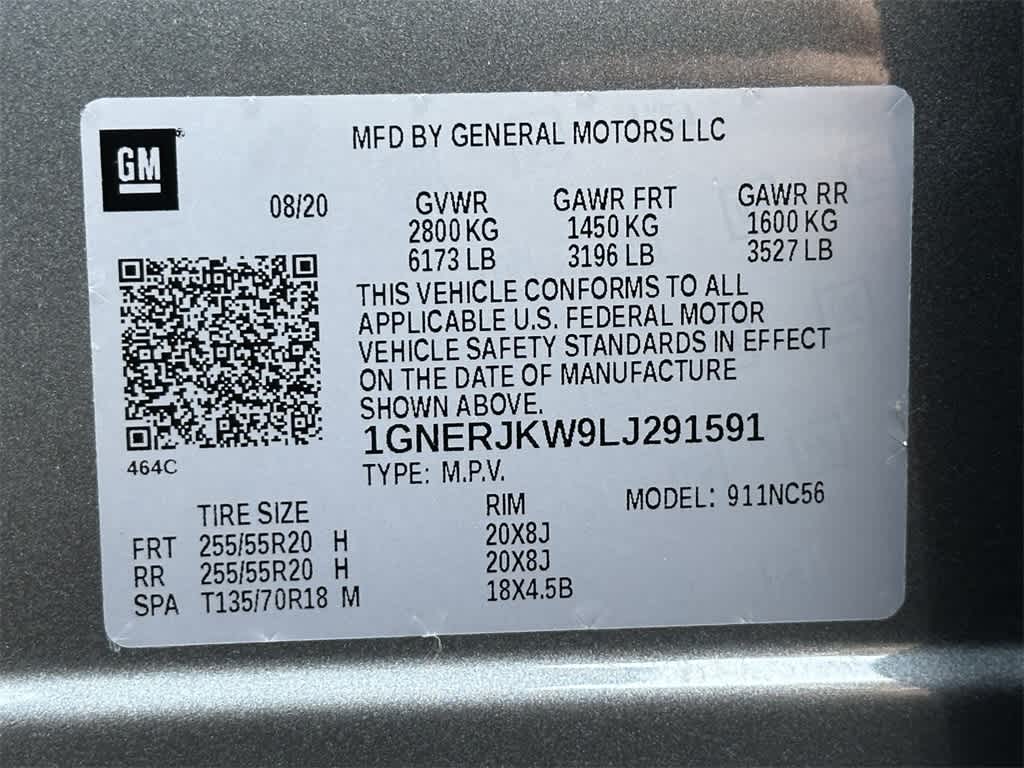 GM
MFD BY GENERAL MOTORS LLC
08/20 GVWR GAWR FRT GAWR RR
2800 KG 1450 KG 1600 KG
6173 LB 3196 LB 3527 LB
THIS VEHICLE CONFORMS TO ALL
APPLICABLE U.S. FEDERAL MOTOR
VEHICLE SAFETY STANDARDS IN EFFECT
ON THE DATE OF MANUFACTURE
SHOWN ABOVE.
1GNERJKW9LJ291591
464C
TYPE: M.P.V.
MODEL: 911NC56
TIRE SIZE RIM
FRT 255/55R20 H 20X8J
RR 255/55R20 H 20X8J
SPA T135/70R18 M 18X4.5B